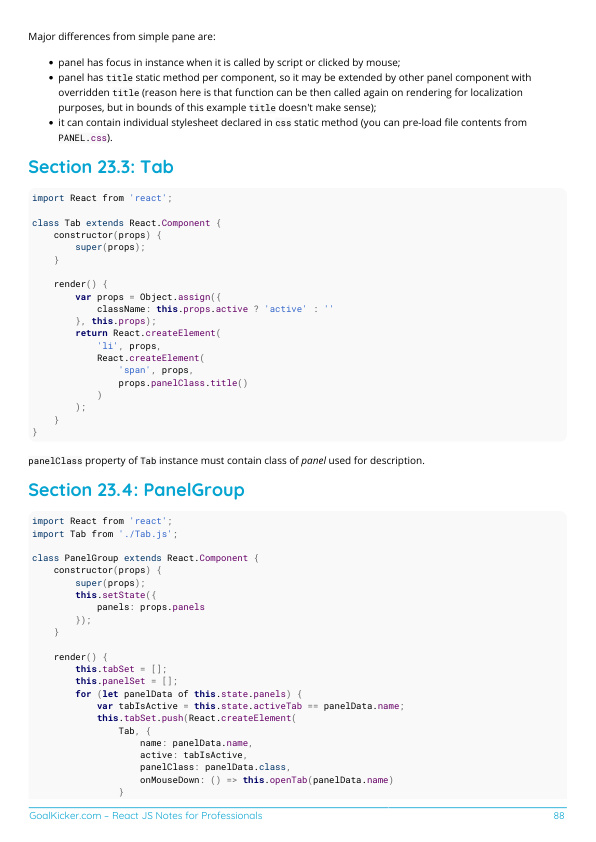 Major differences from simple pane are:
panel has focus in instance when it is called by script or clicked by mouse;
panel has title static method per component, so it may be extended by other panel component with
overridden title (reason here is that function can be then called again on rendering for localization
purposes, but in bounds of this example title doesn't make sense);
it can contain individual stylesheet declared in css static method (you can pre-load file contents from
PANEL.css).
Section 23.3: Tab
import React from 'react';
class Tab extends React.Component {
    constructor(props) {
        super(props);
    }
    render() {
        var props = Object.assign({
            className: this.props.active ? 'active' : ''
        }, this.props);
        return React.createElement(
            'li', props,
            React.createElement(
                'span', props,
                props.panelClass.title()
            )
        );
    }
}
panelClass property of Tab instance must contain class of panel used for description.
Section 23.4: PanelGroup
import React from 'react';
import Tab from './Tab.js';
class PanelGroup extends React.Component {
    constructor(props) {
        super(props);
        this.setState({
            panels: props.panels
        });
    }
    render() {
        this.tabSet = [];
        this.panelSet = [];
        for (let panelData of this.state.panels) {
            var tabIsActive = this.state.activeTab == panelData.name;
            this.tabSet.push(React.createElement(
                Tab, {
                    name: panelData.name,
                    active: tabIsActive,
                    panelClass: panelData.class,
                    onMouseDown: () => this.openTab(panelData.name)
                }
GoalKicker.com – React JS Notes for Professionals 88